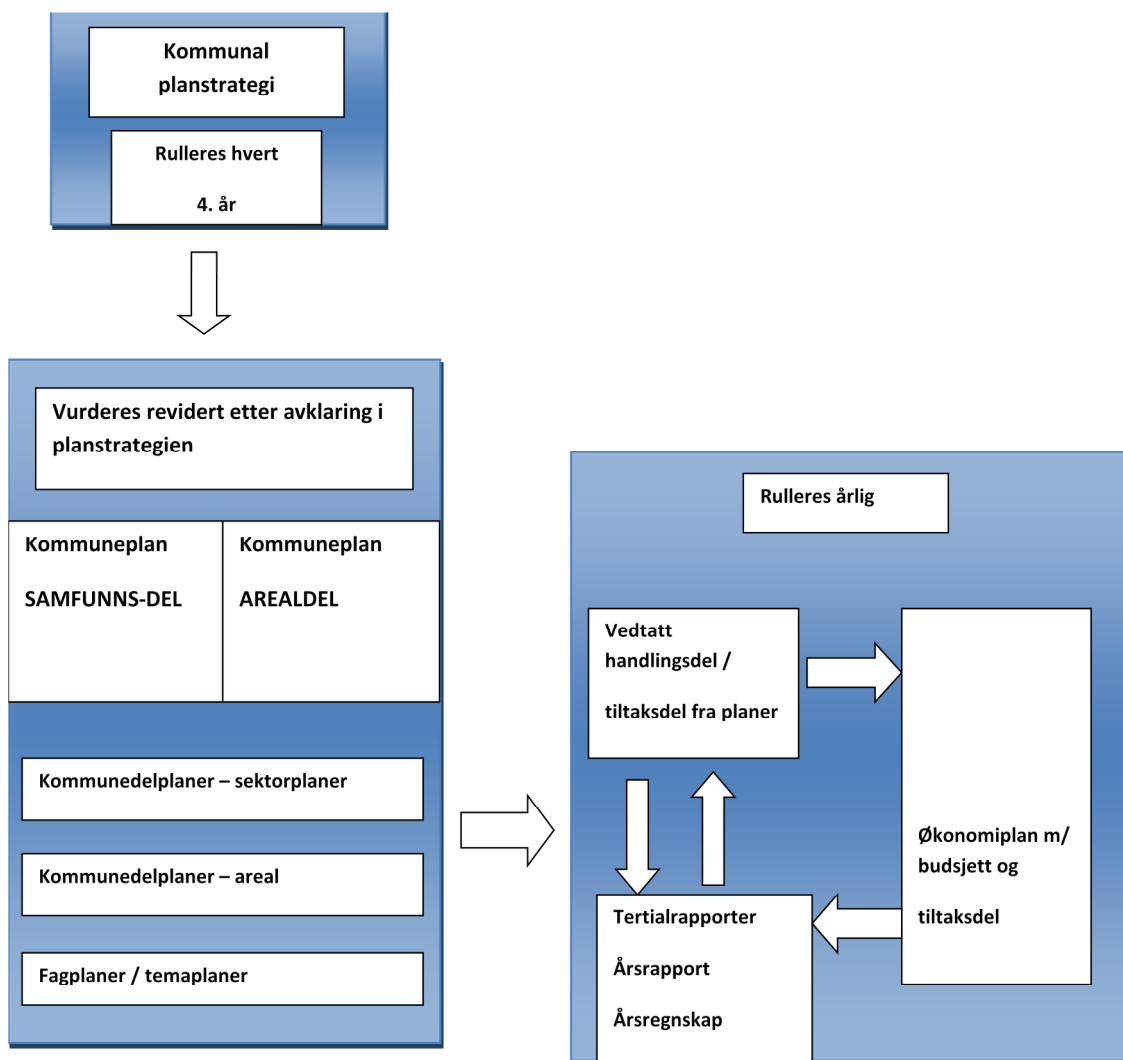 Kommunal
planstrategi
Rulleres hvert
4. år
Vurderes revidert etter avklaring i
planstrategien
Kommuneplan
SAMFUNNS-DEL
Kommuneplan
AREALDEL
Kommunedelplaner – sektorplaner
Kommunedelplaner – areal
Fagplaner / temaplaner
Rulleres årlig
Vedtatt
handlingsdel /
tiltaksdel fra planer
Økonomiplan m/
budsjett og
tiltaksdel
Tertialrapporter
Årsrapport
Årsregnskap